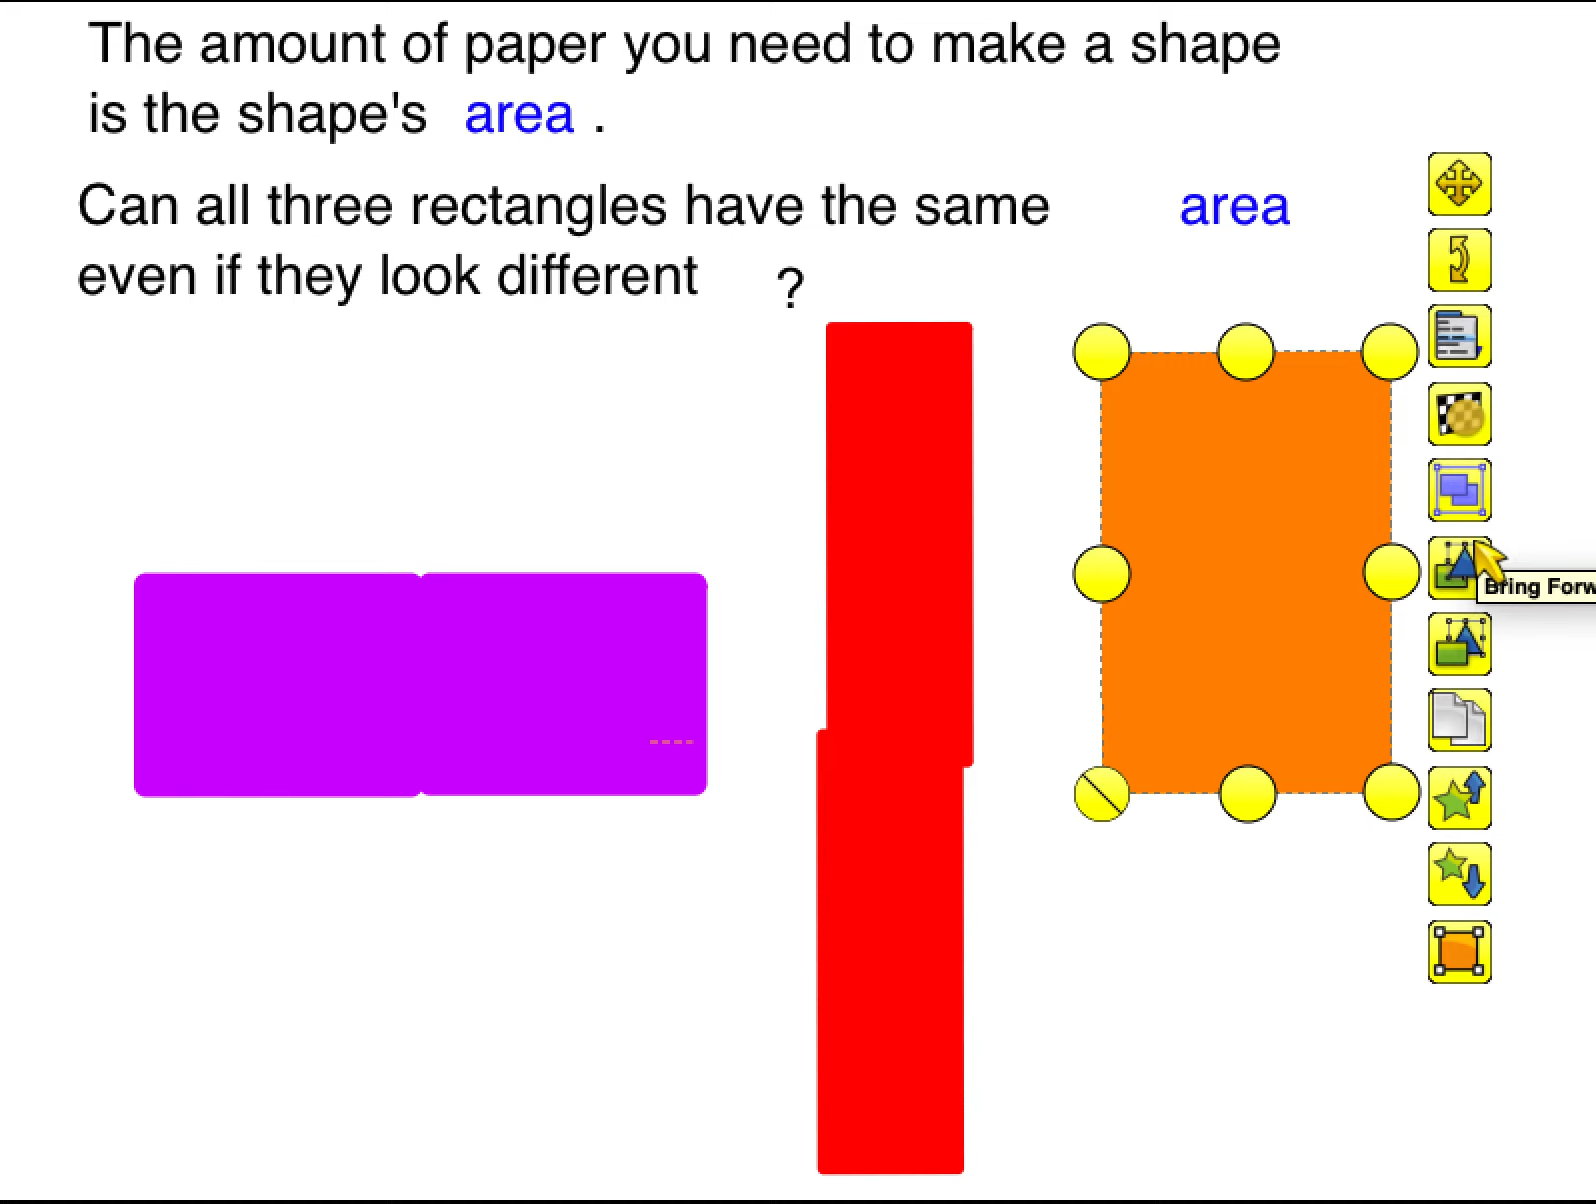 The amount of paper you need to make a shape
is the shape's area .
Can all three rectangles have the same area
even if they look different ?
Bring Forw